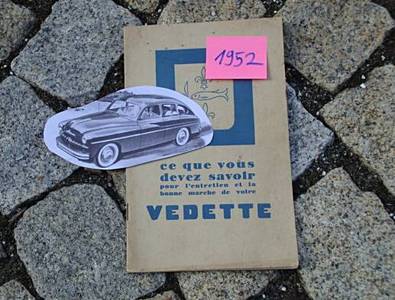 1952
ce que vous
devez savoir
pour l'entretien et la
bonne marche de votre
VEDETTE